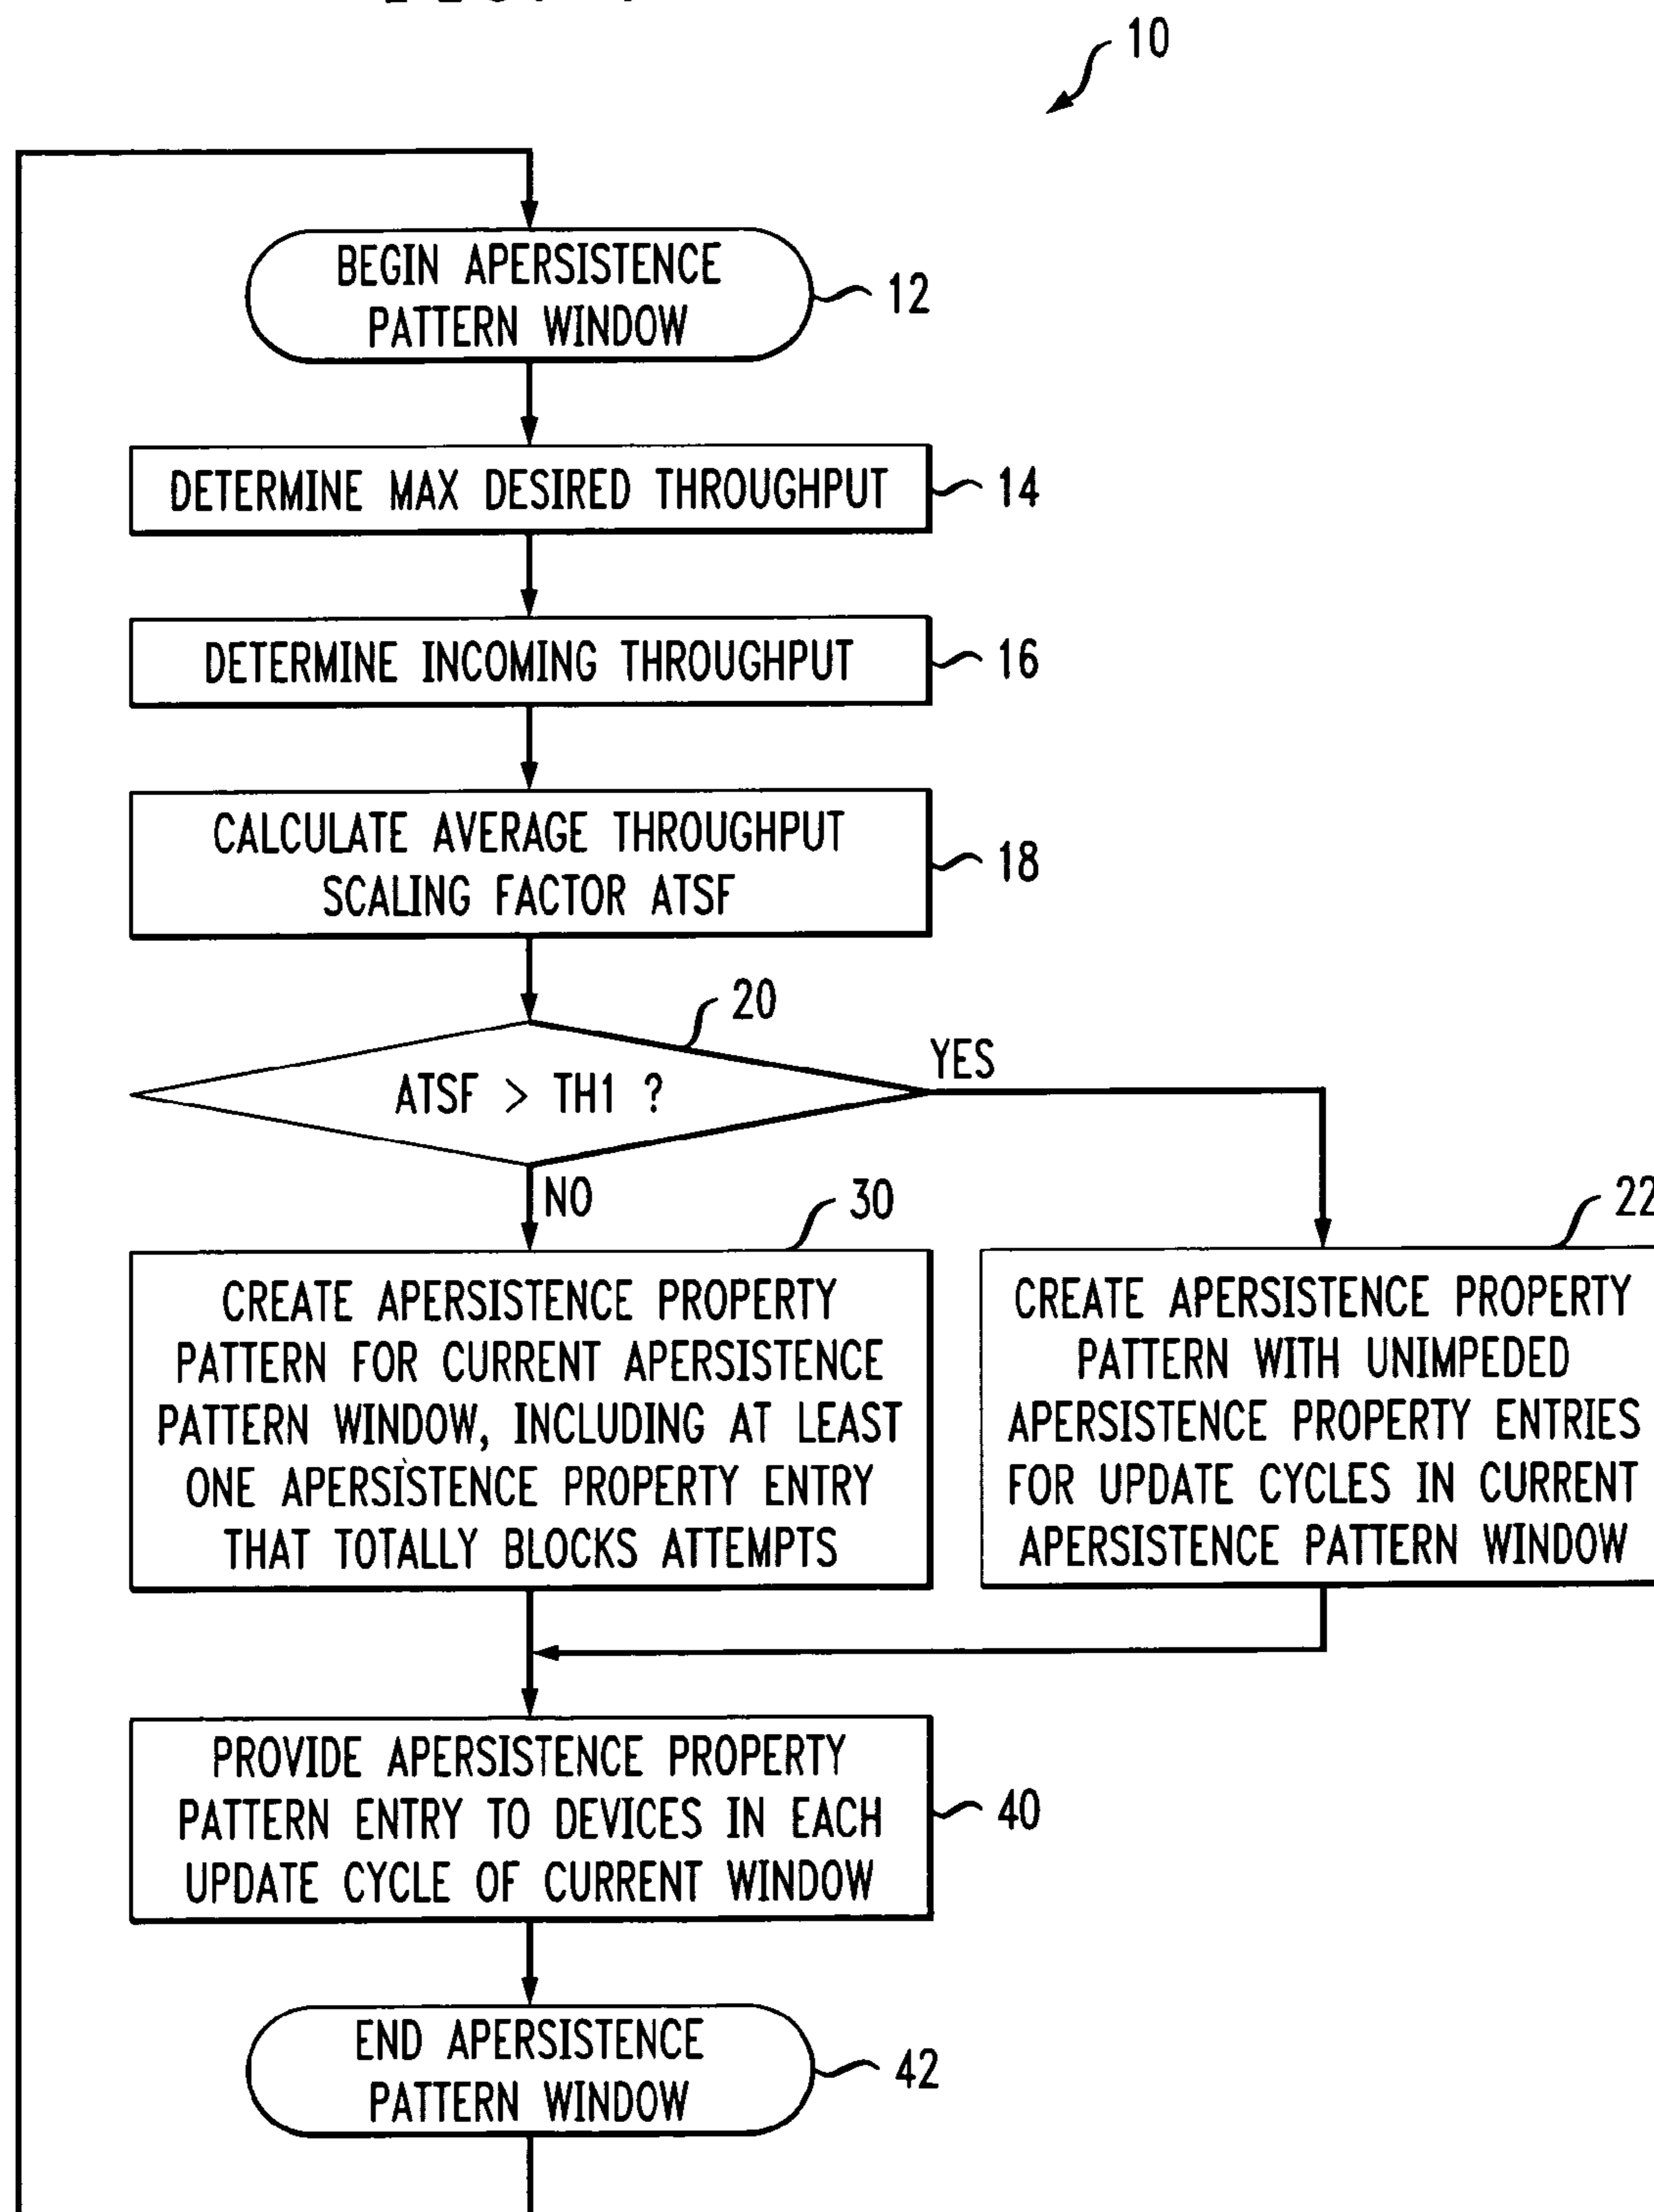 10
BEGIN APERSISTENCE
PATTERN WINDOW
12
DETERMINE MAX DESIRED THROUGHPUT
14
DETERMINE INCOMING THROUGHPUT
16
CALCULATE AVERAGE THROUGHPUT
SCALING FACTOR ATSF
18
20
ATSF > TH1 ?
YES
NO
30
22
CREATE APERSISTENCE PROPERTY
PATTERN FOR CURRENT APERSISTENCE
PATTERN WINDOW, INCLUDING AT LEAST
ONE APERSISTENCE PROPERTY ENTRY
THAT TOTALLY BLOCKS ATTEMPTS
CREATE APERSISTENCE PROPERTY
PATTERN WITH UNIMPEDED
APERSISTENCE PROPERTY ENTRIES
FOR UPDATE CYCLES IN CURRENT
APERSISTENCE PATTERN WINDOW
PROVIDE APERSISTENCE PROPERTY
PATTERN ENTRY TO DEVICES IN EACH
UPDATE CYCLE OF CURRENT WINDOW
40
END APERSISTENCE
PATTERN WINDOW
42